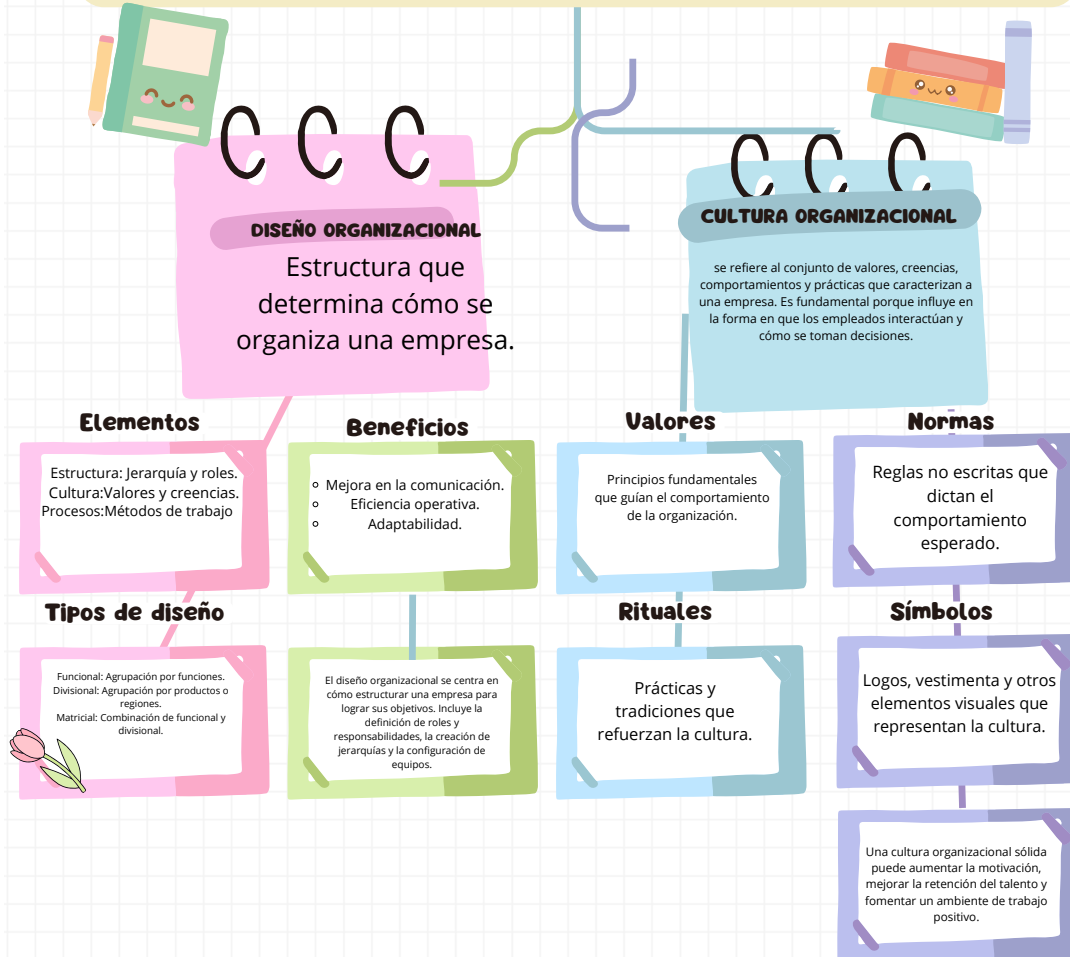 DISEÑO ORGANIZACIONAL
Estructura que
determina cómo se
organiza una empresa.
CULTURA ORGANIZACIONAL
se refiere al conjunto de valores, creencias,
comportamientos y prácticas que caracterizan a
una empresa. Es fundamental porque influye en
la forma en que los empleados interactúan y
cómo se toman decisiones.
Elementos
Estructura: Jerarquía y roles.
Cultura:Valores y creencias.
Procesos:Métodos de trabajo
Beneficios
Mejora en la comunicación.
Eficiencia operativa.
Adaptabilidad.
Valores
Principios fundamentales
que guían el comportamiento
de la organización.
Normas
Reglas no escritas que
dictan el
comportamiento
esperado.
Tipos de diseño
Funcional: Agrupación por funciones.
Divisional: Agrupación por productos o
regiones.
Matricial: Combinación de funcional y
divisional.
El diseño organizacional se centra en
cómo estructurar una empresa para
lograr sus objetivos. Incluye la
definición de roles y
responsabilidades, la creación de
jerarquías y la configuración de
equipos.
Rituales
Prácticas y
tradiciones que
refuerzan la cultura.
Símbolos
Logos, vestimenta y otros
elementos visuales que
representan la cultura.
Una cultura organizacional sólida
puede aumentar la motivación,
mejorar la retención del talento y
fomentar un ambiente de trabajo
positivo.